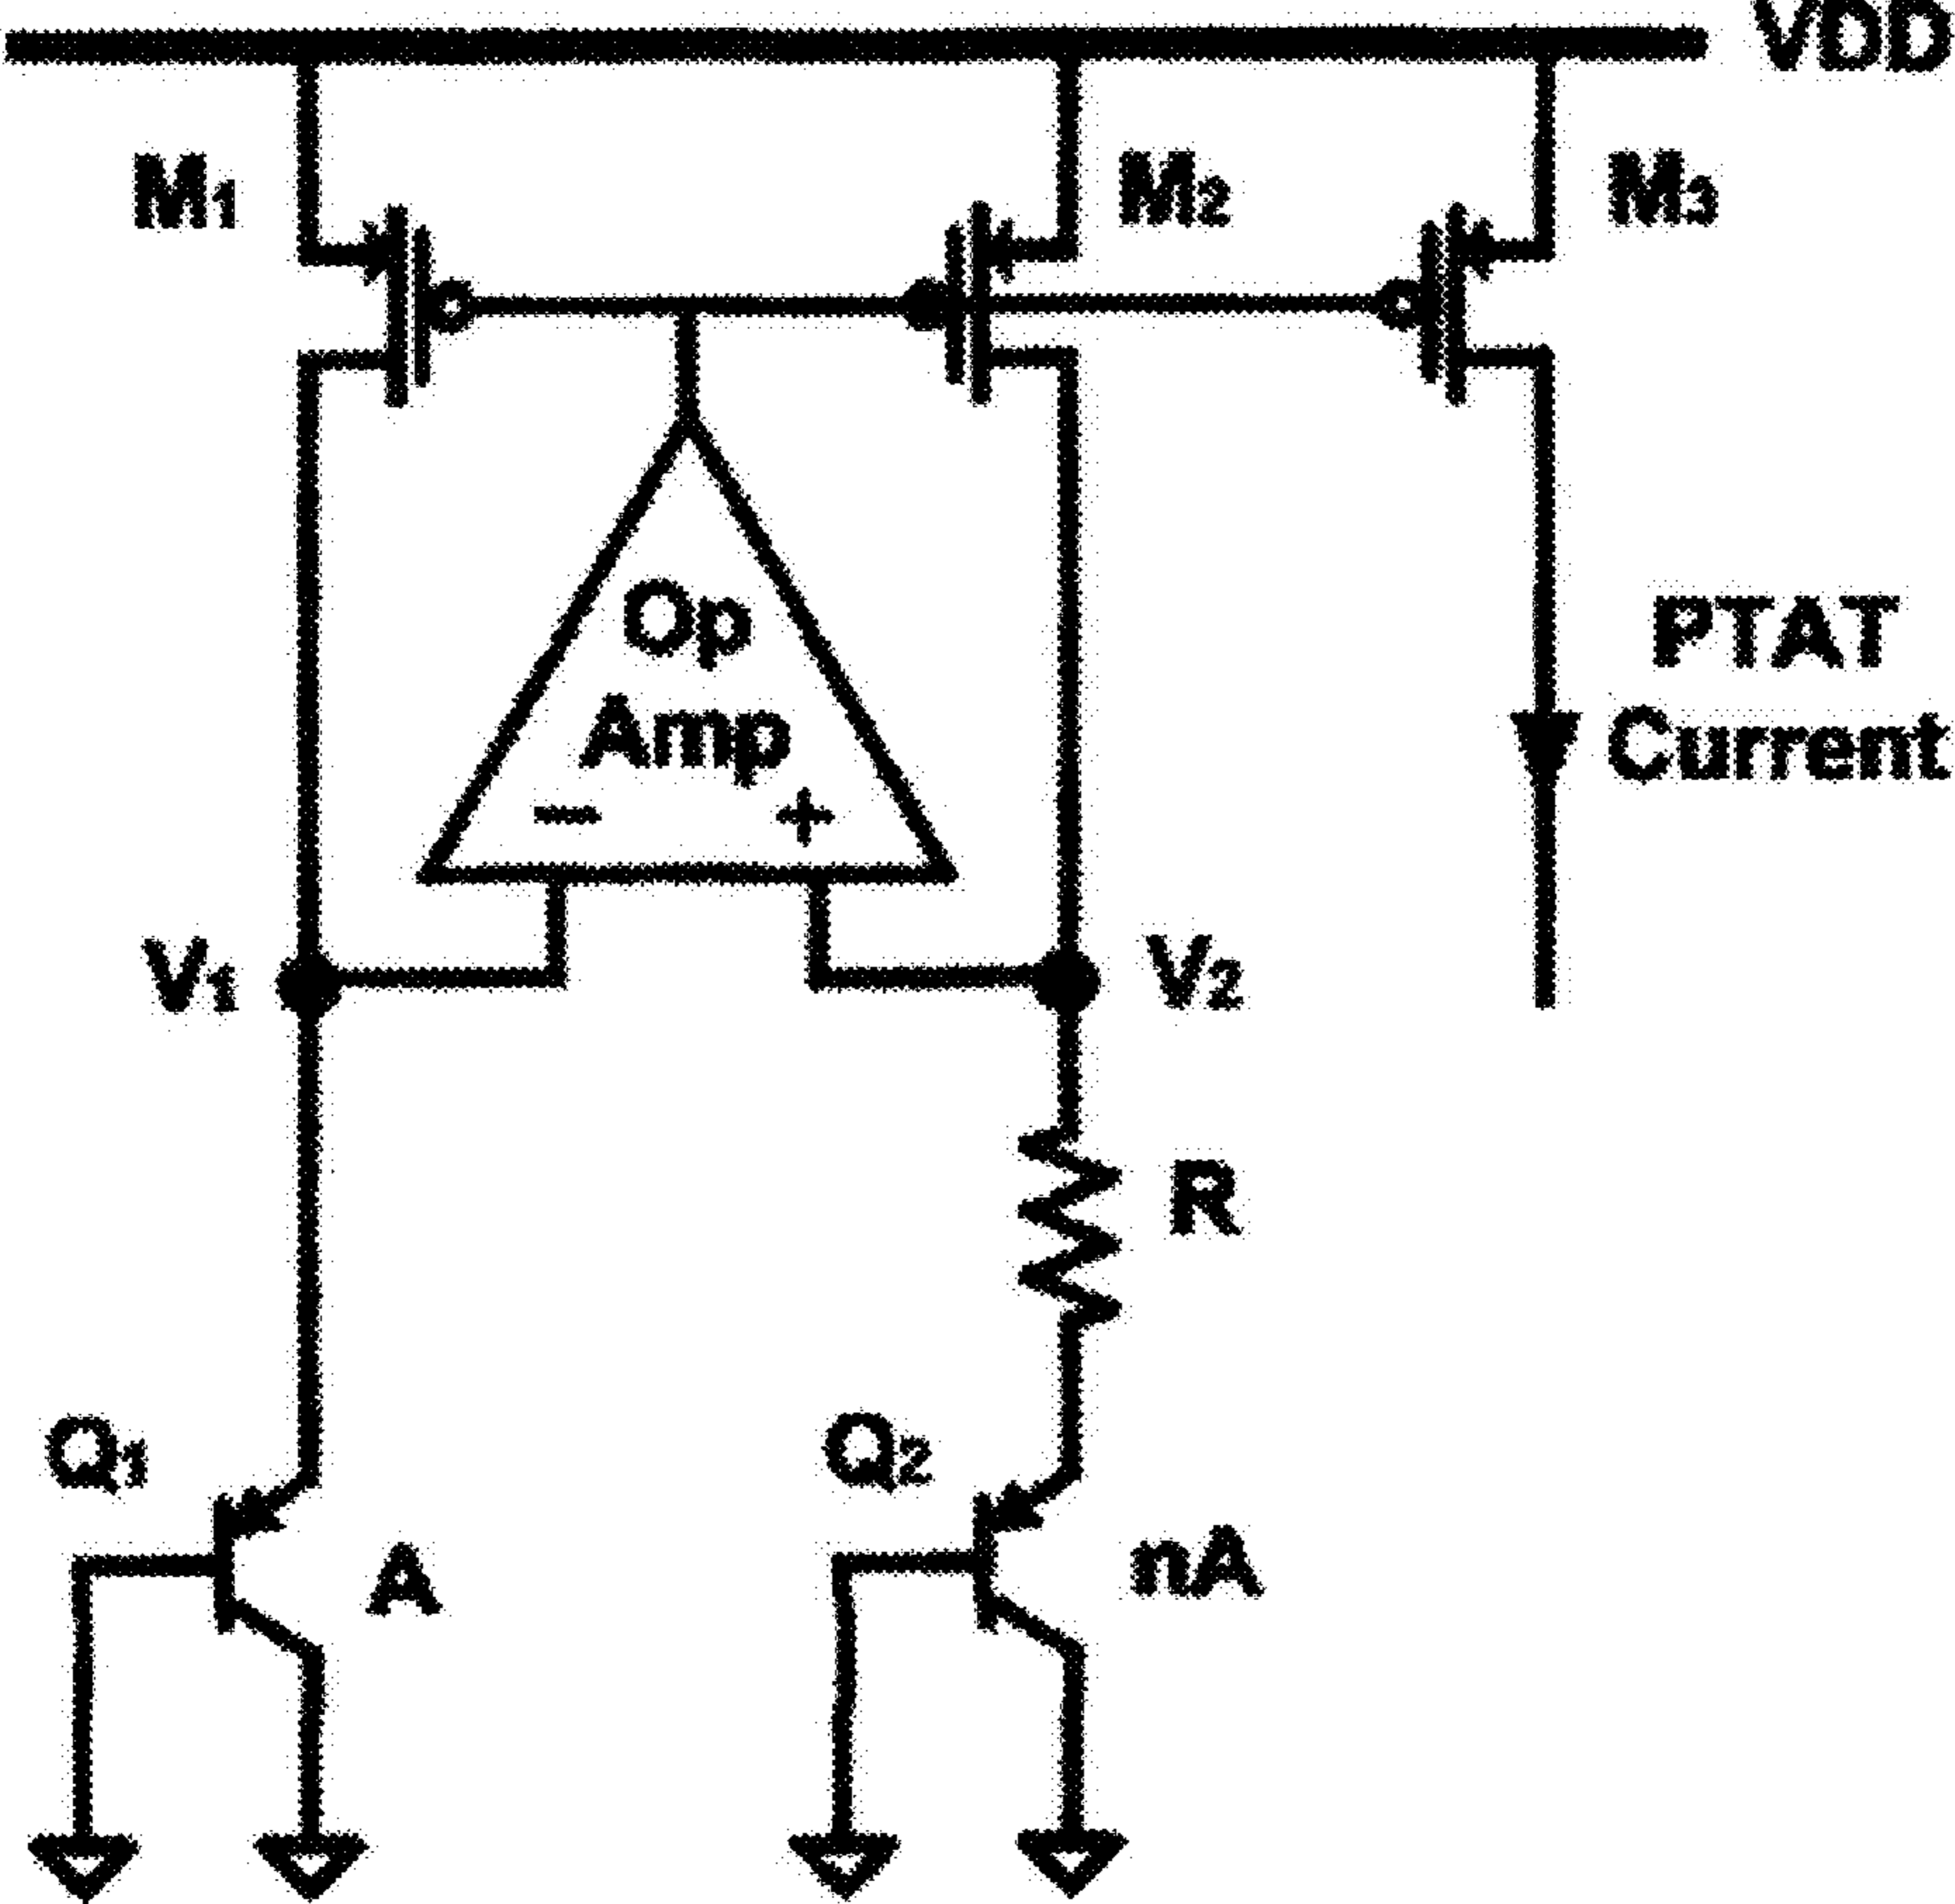 VDD
M1
M2
M3
Op
Amp
- +
PTAT
Current
V1
V2
R
Q1
Q2
A
nA